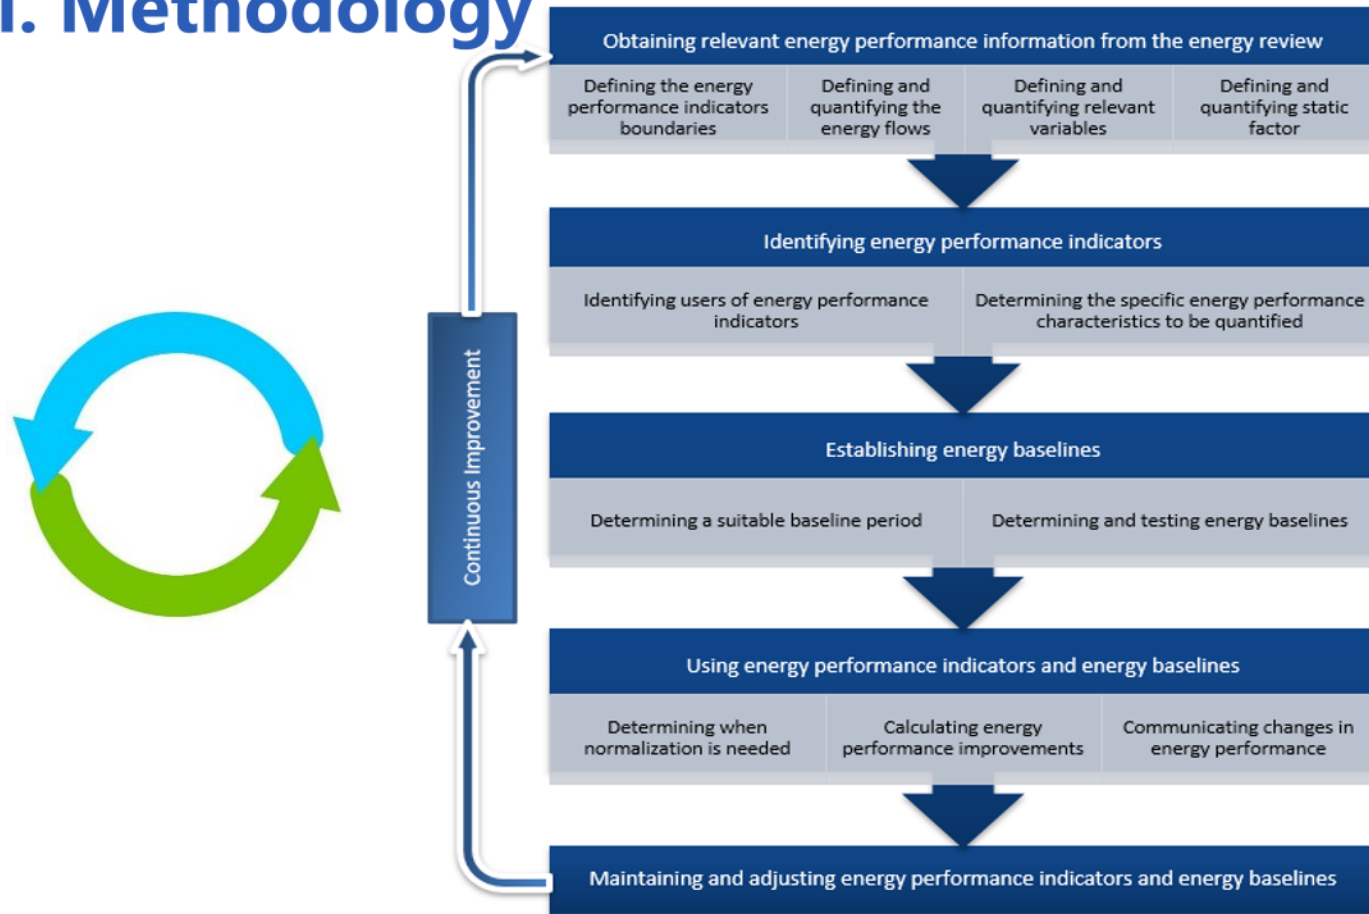 I. Methodology
Obtaining relevant energy performance information from the energy review
Defining the energy
performance indicators
boundaries
Defining and
quantifying the
energy flows
Defining and
quantifying relevant
variables
Defining and
quantifying static
factor
Identifying energy performance indicators
Identifying users of energy performance
indicators
Determining the specific energy performance
characteristics to be quantified
Establishing energy baselines
Determining a suitable baseline period
Determining and testing energy baselines
Continuous Improvement
Using energy performance indicators and energy baselines
Determining when
normalization is needed
Calculating energy
performance improvements
Communicating changes in
energy performance
Maintaining and adjusting energy performance indicators and energy baselines